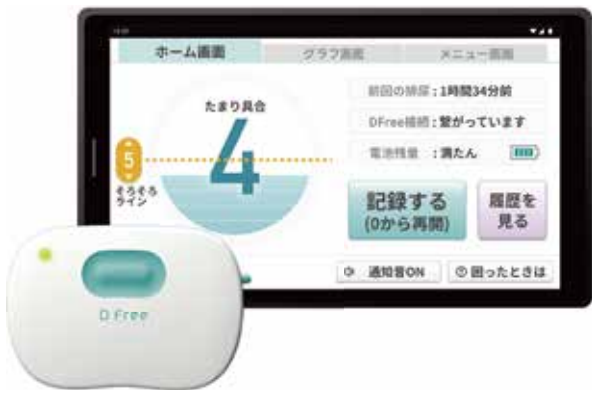 ホーム画面
グラフ画面
メニュー画面
たまり具合
4
5
そろそろ
ライン
前回の排尿:1時間34分前
DFree接続:繋がっています
電池残量:満たん
記録する
(0から再開)
履歴を
見る
通知音ON
困ったときは
D Free